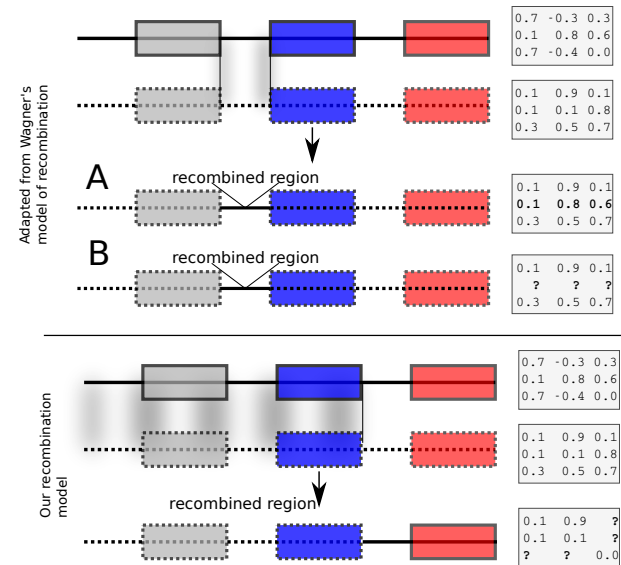 Adapted from Wagner's
model of recombination
0.7 -0.3 0.3
0.1 0.8 0.6
0.7 -0.4 0.0
0.1 0.9 0.1
0.1 0.1 0.8
0.3 0.5 0.7
A
recombined region
0.1 0.9 0.1
0.1 0.8 0.6
0.3 0.5 0.7
B
recombined region
0.1 0.9 0.1
? ? ?
0.3 0.5 0.7
Our recombination
model
0.7 -0.3 0.3
0.1 0.8 0.6
0.7 -0.4 0.0
0.1 0.9 0.1
0.1 0.1 0.8
0.3 0.5 0.7
recombined region
0.1 0.9 ?
0.1 0.1 ?
? ? 0.0